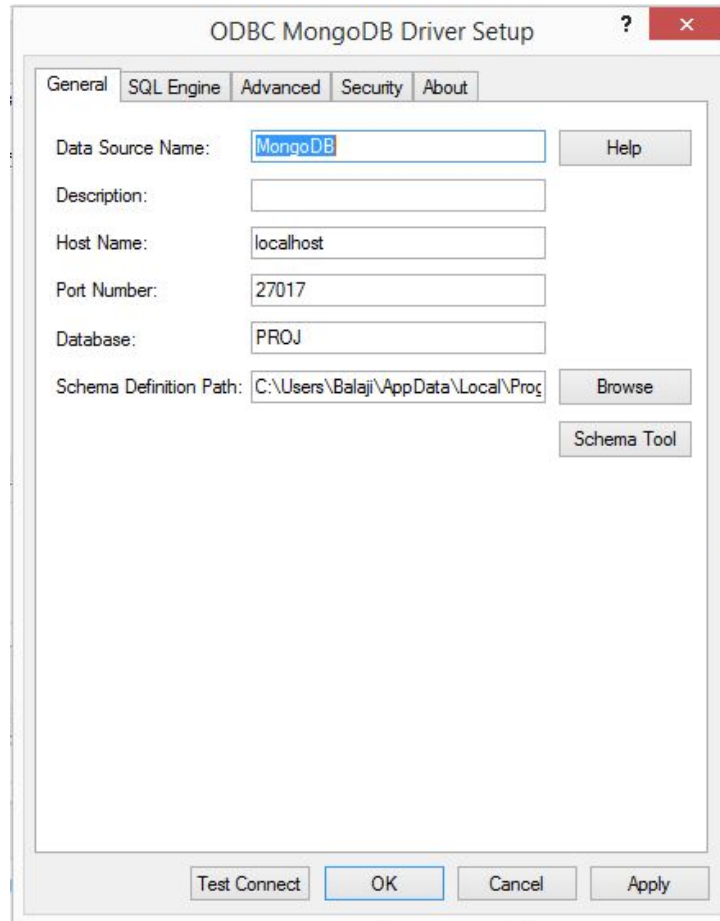 ODBC MongoDB Driver Setup ?
General SQL Engine Advanced Security About
Data Source Name: MongoDB Help
Description:
Host Name: localhost
Port Number: 27017
Database: PROJ
Schema Definition Path: C:\Users\Balaji\AppData\Local\Prog Browse
Schema Tool
Test Connect OK Cancel Apply